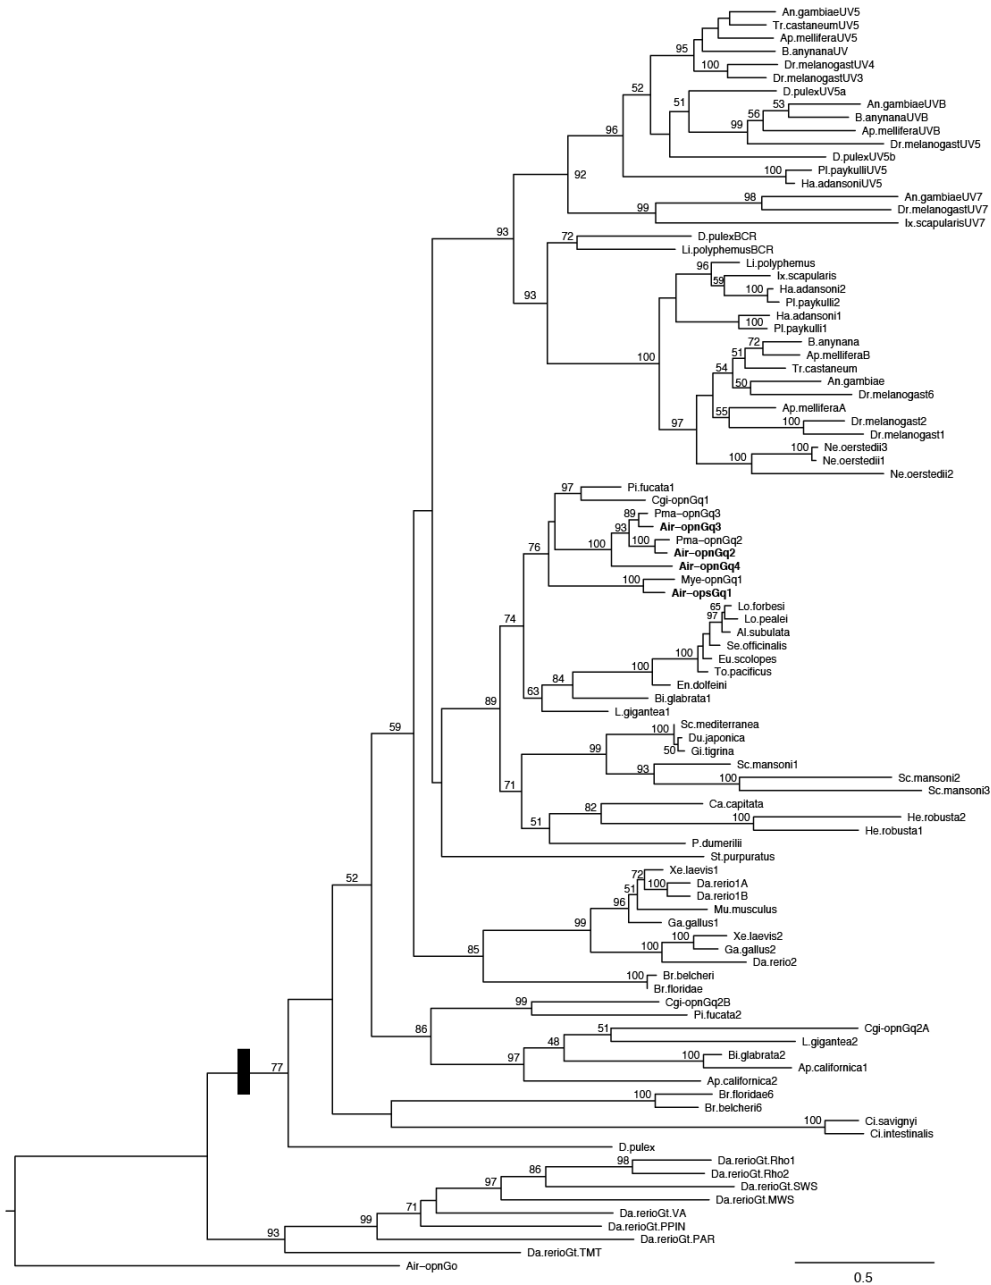 An.gambiaeUV5
Tr.castaneumUV5
Ap.melliferaUV5
95
B.anynanaUV
100
Dr.melanogastUV4
Dr.melanogastUV3
52
D.pulexUV5a
51
53
An.gambiaeUVB
56
B.anynanaUVB
99
Ap.melliferaUVB
96
Dr.melanogastUV5
D.pulexUV5b
100
Pl.paykulliUV5
92
Ha.adansoniUV5
98
An.gambiaeUV7
99
Dr.melanogastUV7
Ix.scapularisUV7
93
72
D.pulexBCR
Li.polyphemusBCR
96
Li.polyphemus
59
Ix.scapularis
100
Ha.adansoni2
93
Pl.paykulli2
Ha.adansoni1
100
Pl.paykulli1
72
B.anynana
51
Ap.melliferaB
100
54
Tr.castaneum
50
An.gambiae
Dr.melanogast6
55
Ap.melliferaA
97
100
Dr.melanogast2
Dr.melanogast1
100
Ne.oerstedii3
100
Ne.oerstedii1
Ne.oerstedii2
97
Pi.fucata1
Cgi-opnGq1
89
Pma–opnGq3
93
Air–opnGq3
76
100
100
Pma–opnGq2
Air–opnGq2
Air–opnGq4
100
Mye-opnGq1
Air–opsGq1
65
Lo.forbesi
74
97
Lo.pealei
Al.subulata
Se.officinalis
100
Eu.scolopes
100
To.pacificus
84
En.dolfeini
63
Bi.glabrata1
89
L.gigantea1
59
100
Sc.mediterranea
Du.japonica
99
50
Gi.tigrina
93
Sc.mansoni1
71
100
Sc.mansoni2
Sc.mansoni3
82
Ca.capitata
51
100
He.robusta2
He.robusta1
P.dumerilii
St.purpuratus
52
72
Xe.laevis1
51
100
Da.rerio1A
Da.rerio1B
96
Mu.musculus
99
Ga.gallus1
100
Xe.laevis2
100
Ga.gallus2
85
Da.rerio2
100
Br.belcheri
Br.floridae
99
Cgi-opnGq2B
Pi.fucata2
86
51
Cgi-opnGq2A
48
L.gigantea2
97
100
Bi.glabrata2
Ap.californica1
77
Ap.californica2
100
Br.floridae6
Br.belcheri6
100
Ci.savignyi
Ci.intestinalis
D.pulex
98
Da.rerioGt.Rho1
86
Da.rerioGt.Rho2
97
Da.rerioGt.SWS
Da.rerioGt.MWS
71
Da.rerioGt.VA
99
Da.rerioGt.PPIN
93
Da.rerioGt.PAR
Da.rerioGt.TMT
Air–opnGo
0.5